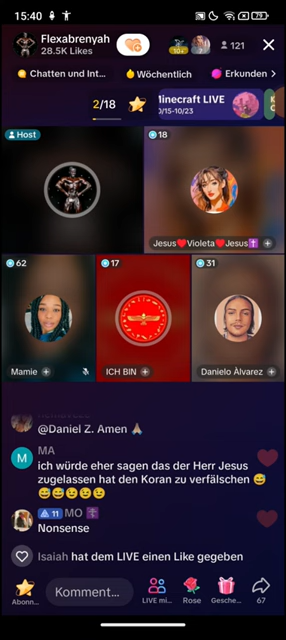 15:40
79
Flexabrenyah
28.5K Likes
121
Chatten und Int...
Wöchentlich
Erkunden
2/18
Minecraft LIVE
0/15-10/23
Host
18
Jesus❤️Violeta❤️Jesus✝️
62
17
31
Mamie
ICH BIN
Danielo Àlvarez
@Daniel Z. Amen 🙏🏽
M
MA
ich würde eher sagen das der Herr Jesus
zugelassen hat den Koran zu verfälschen 😅
😅😅😉😉😉
11 MO ☦️
Nonsense
Isaiah hat dem LIVE einen Like gegeben
Abonn...
Komment...
LIVE mi...
Rose
Gesche...
67